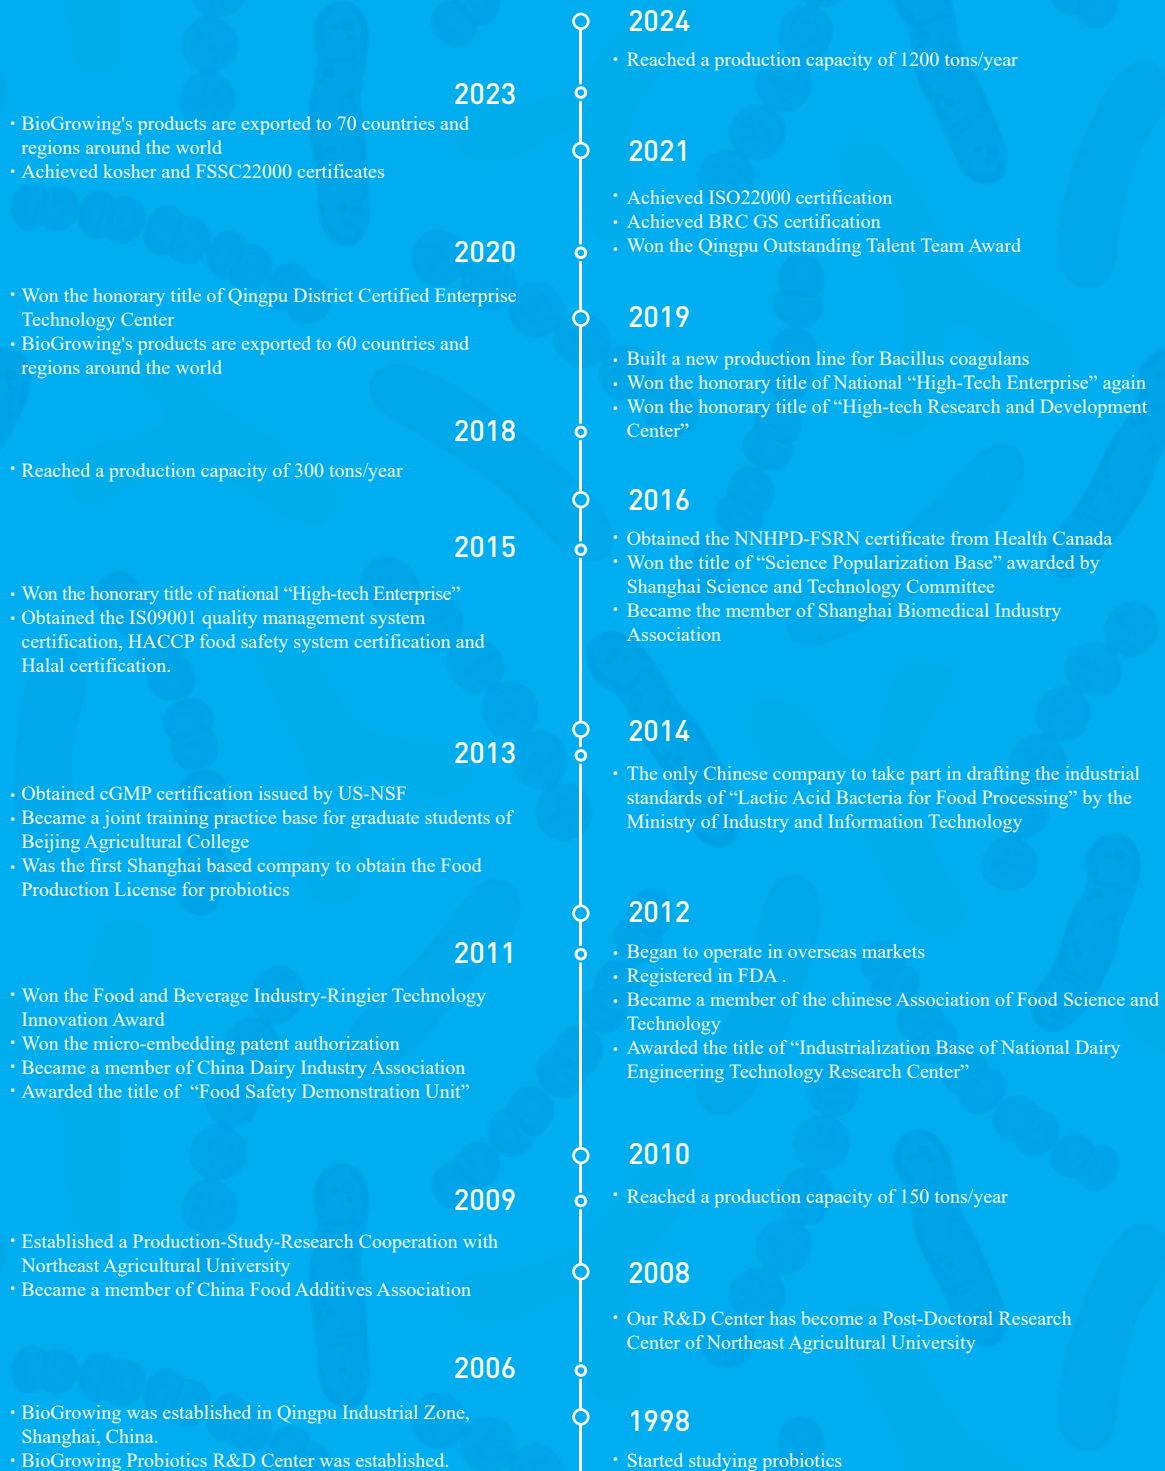 2024
· Reached a production capacity of 1200 tons/year
2023
· BioGrowing's products are exported to 70 countries and
regions around the world
· Achieved kosher and FSSC22000 certificates
2021
· Achieved ISO22000 certification
· Achieved BRC GS certification
· Won the Qingpu Outstanding Talent Team Award
2020
· Won the honorary title of Qingpu District Certified Enterprise
Technology Center
· BioGrowing's products are exported to 60 countries and
regions around the world
2019
· Built a new production line for Bacillus coagulans
· Won the honorary title of National “High-Tech Enterprise” again
· Won the honorary title of “High-tech Research and Development
Center”
2018
· Reached a production capacity of 300 tons/year
2016
· Obtained the NNHPD-FSRN certificate from Health Canada
· Won the title of “Science Popularization Base” awarded by
Shanghai Science and Technology Committee
· Became the member of Shanghai Biomedical Industry
Association
2015
· Won the honorary title of national “High-tech Enterprise”
· Obtained the IS09001 quality management system
certification, HACCP food safety system certification and
Halal certification.
2014
· The only Chinese company to take part in drafting the industrial
standards of “Lactic Acid Bacteria for Food Processing” by the
Ministry of Industry and Information Technology
2013
· Obtained cGMP certification issued by US-NSF
· Became a joint training practice base for graduate students of
Beijing Agricultural College
· Was the first Shanghai based company to obtain the Food
Production License for probiotics
2012
· Began to operate in overseas markets
· Registered in FDA .
· Became a member of the chinese Association of Food Science and
Technology
· Awarded the title of “Industrialization Base of National Dairy
Engineering Technology Research Center”
2011
· Won the Food and Beverage Industry-Ringier Technology
Innovation Award
· Won the micro-embedding patent authorization
· Became a member of China Dairy Industry Association
· Awarded the title of “Food Safety Demonstration Unit”
2010
· Reached a production capacity of 150 tons/year
2009
· Established a Production-Study-Research Cooperation with
Northeast Agricultural University
· Became a member of China Food Additives Association
2008
· Our R&D Center has become a Post-Doctoral Research
Center of Northeast Agricultural University
2006
· BioGrowing was established in Qingpu Industrial Zone,
Shanghai, China.
· BioGrowing Probiotics R&D Center was established.
1998
· Started studying probiotics